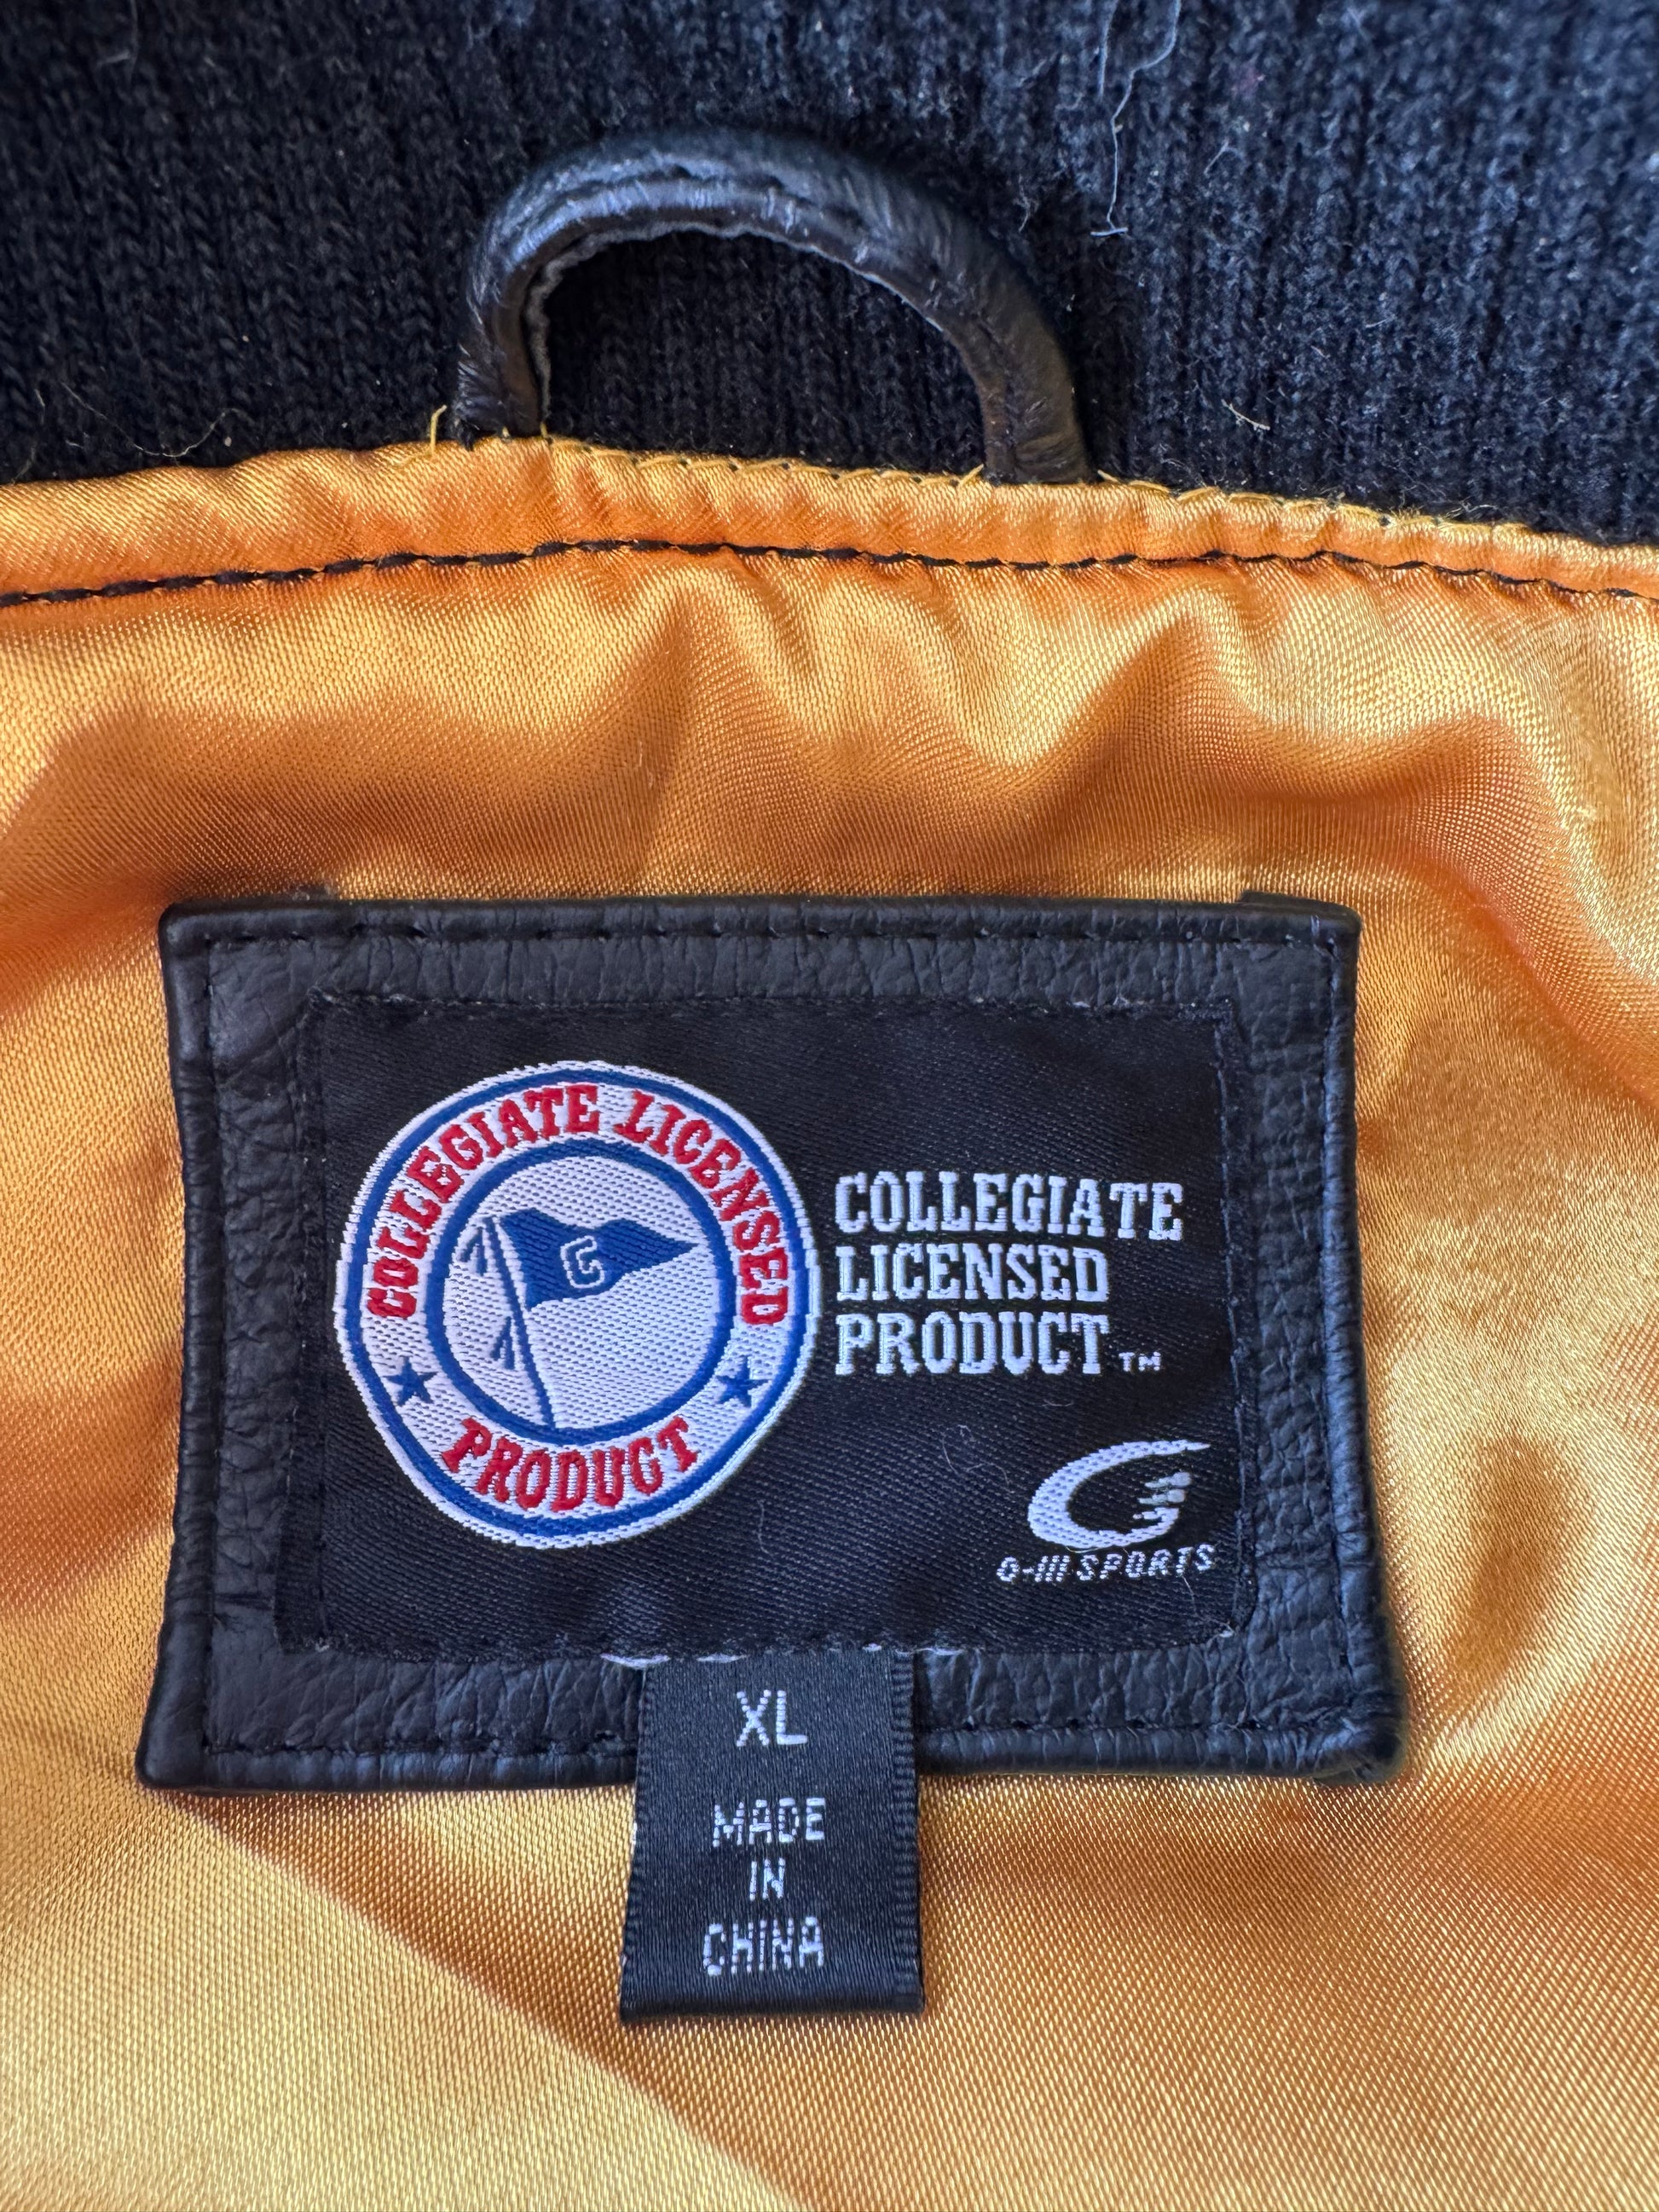 COLLEGIATE LICENSED
PRODUCT
C
COLLEGIATE
LICENSED
PRODUCT™
G-III SPORTS
XL
MADE
IN
CHINA